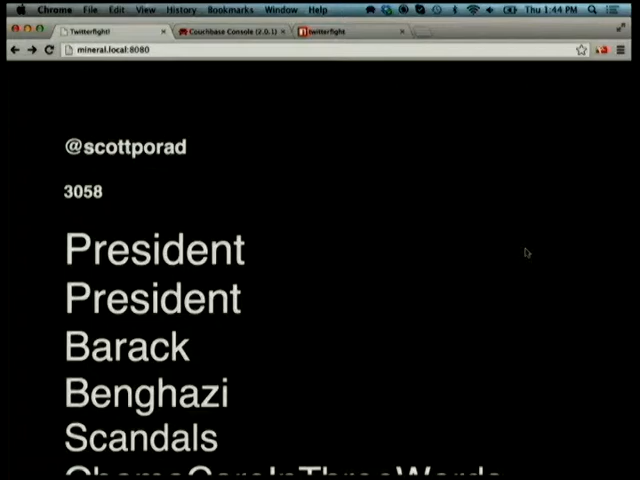 Chrome File Edit View History Bookmarks Window Help Thu 1:44 PM
Twitterfight! Couchbase Console (2.0.1) twitterfight
mineral.local:8080
@scottporad
3058
President
President
Barack
Benghazi
Scandals
ObamaCareInThreeWords